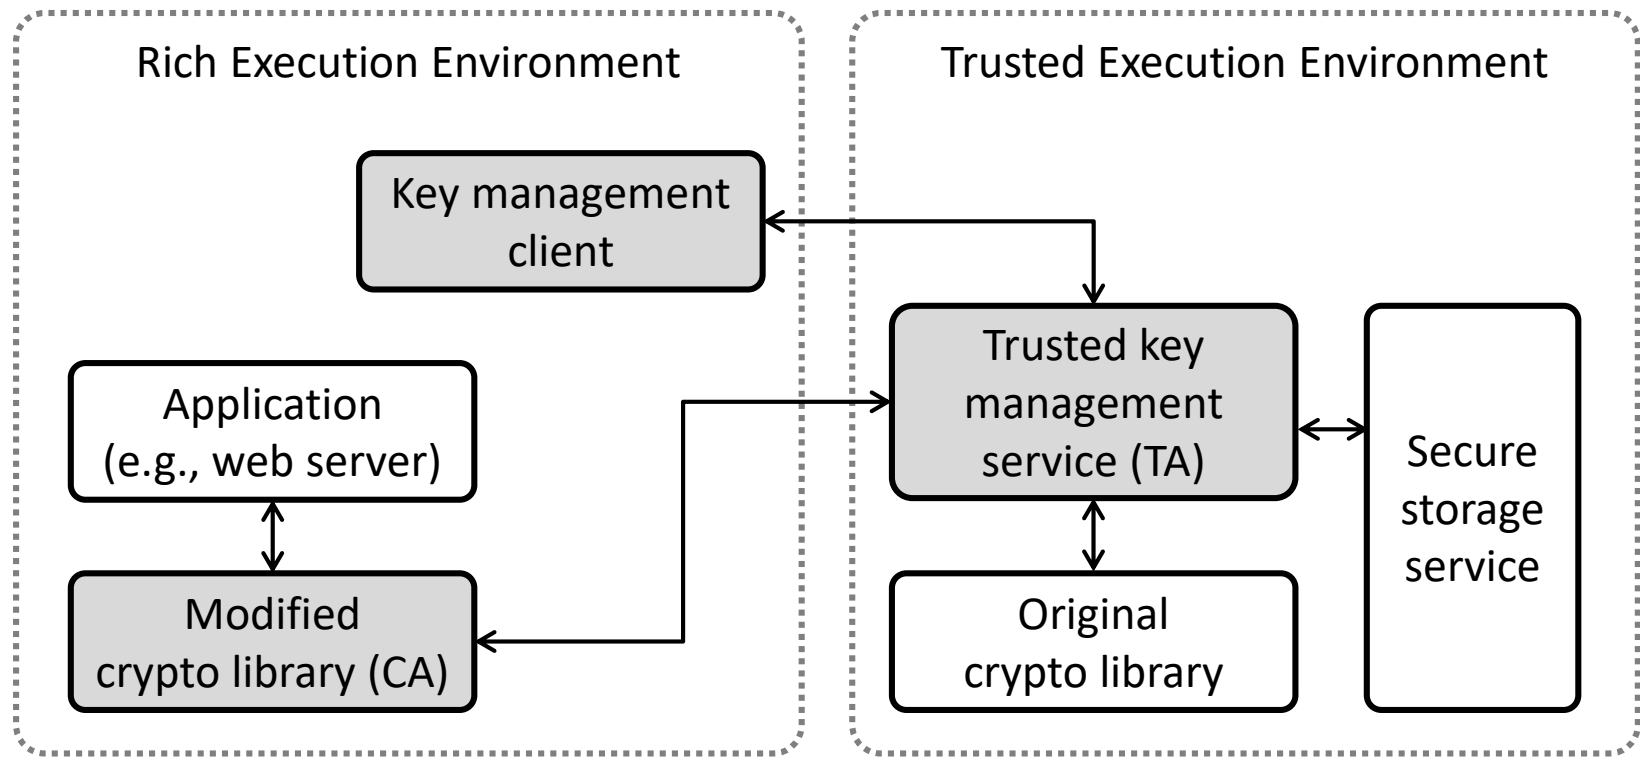 Rich Execution Environment
Key management
client
Application
(e.g., web server)
Modified
crypto library (CA)
Trusted Execution Environment
Trusted key
management
service (TA)
Original
crypto library
Secure
storage
service